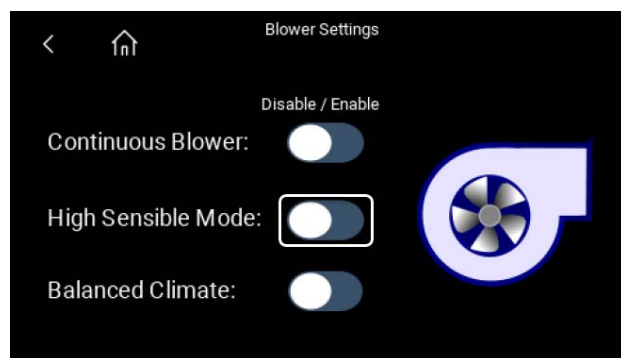 Blower Settings
Disable / Enable
Continuous Blower:
High Sensible Mode:
Balanced Climate: